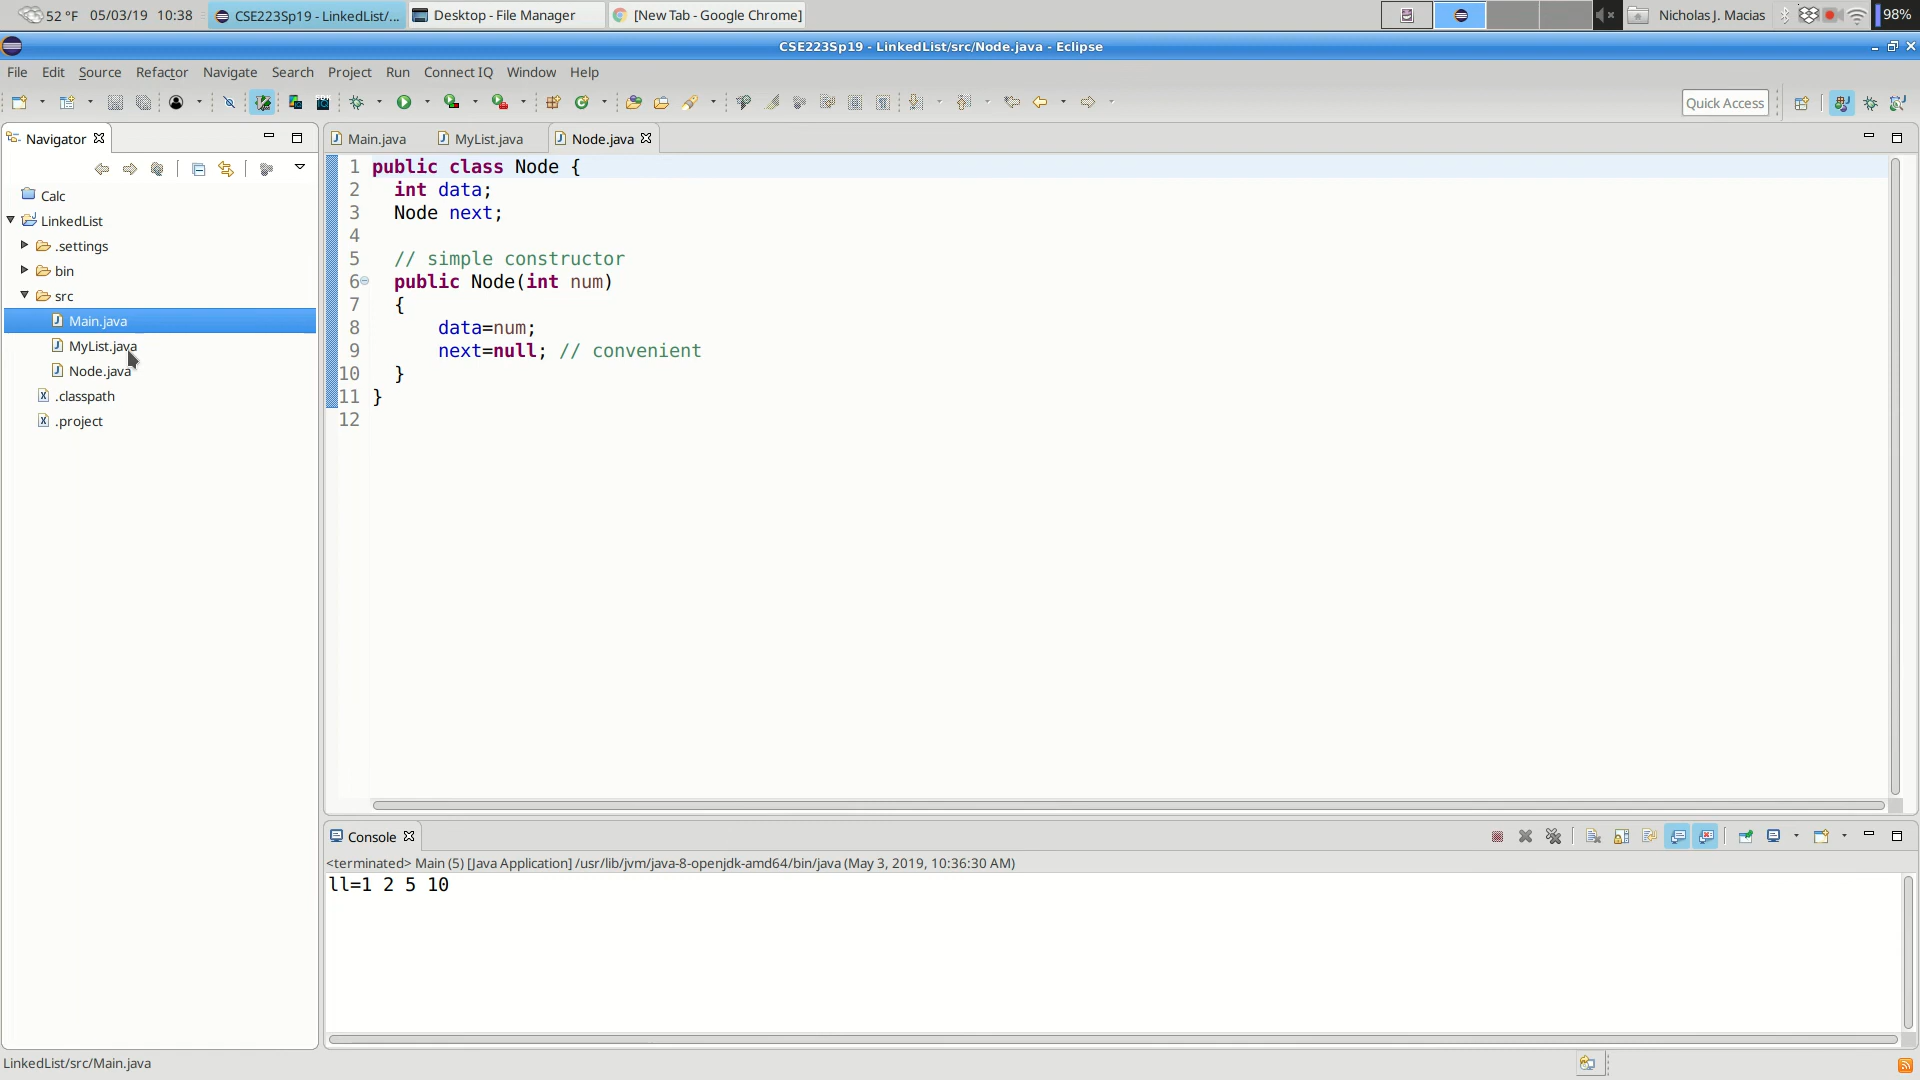 52 °F 05/03/19 10:38 CSE223Sp19 - LinkedList/... Desktop - File Manager [New Tab - Google Chrome] Nicholas J. Macias 98%
CSE223Sp19 - LinkedList/src/Node.java - Eclipse
File Edit Source Refactor Navigate Search Project Run Connect IQ Window Help
Quick Access
Navigator Main.java MyList.java Node.java
Calc
LinkedList
.settings
bin
src
Main.java
MyList.java
Node.java
.classpath
.project
1 public class Node {
2 int data;
3 Node next;
4
5 // simple constructor
6 public Node(int num)
7 {
8 data=num;
9 next=null; // convenient
10 }
11 }
12
Console
<terminated> Main (5) [Java Application] /usr/lib/jvm/java-8-openjdk-amd64/bin/java (May 3, 2019, 10:36:30 AM)
ll=1 2 5 10
LinkedList/src/Main.java